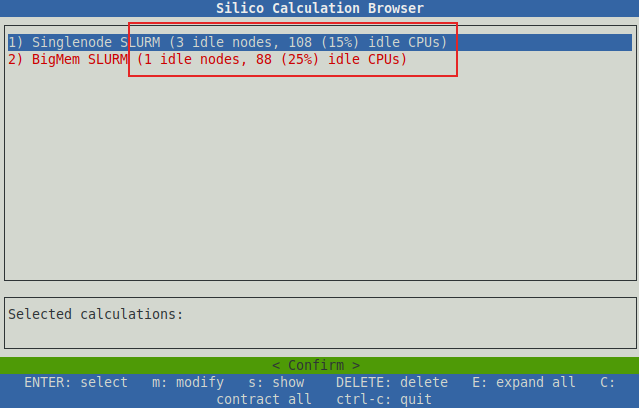 Silico Calculation Browser
1) Singlenode SLURM (3 idle nodes, 108 (15%) idle CPUs)
2) BigMem SLURM (1 idle nodes, 88 (25%) idle CPUs)
Selected calculations:
< Confirm >
ENTER: select   m: modify   s: show    DELETE: delete   E: expand all   C:
contract all   ctrl-c: quit